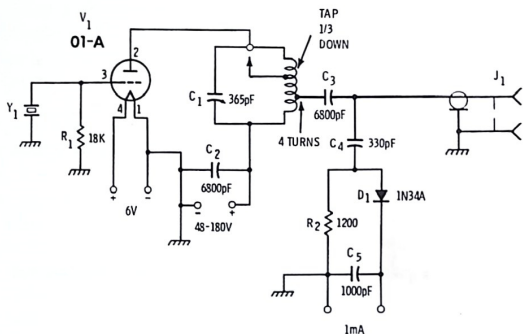 V1
01-A
2
3
4
1
Y1
R1 18K
+
-
6V
C1
365pF
TAP
1/3
DOWN
C2
6800pF
-
+
48-180V
4 TURNS
C3
6800pF
C4
330pF
J1
D1
1N34A
R2
1200
C5
1000pF
1mA